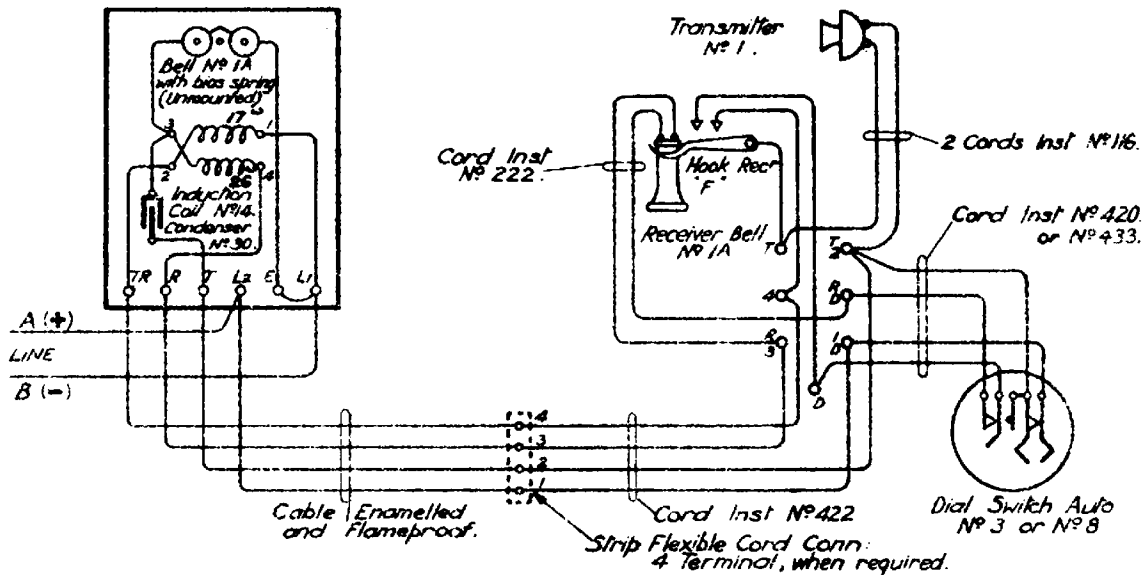 Bell Nº 1A
with bias spring
(Unmounted)
17
3
1
2
26
4
Induction
Coil Nº14.
Condenser
Nº 30.
TR R T L2 E L1
A (+)
LINE
B (-)
Transmitter
Nº 1.
2 Cords Inst Nº 116.
Cord Inst
Nº 222.
Hook Recr
"F"
Receiver Bell
Nº 1A
Cord Inst Nº 420.
or Nº 433.
T
T
2
4
R
D
R
3
1
D
D
4
3
2
1
Cable Enamelled
and Flameproof.
Cord Inst Nº 422
Strip Flexible Cord Conn:
4 Terminal, when required.
Dial Switch Auto
Nº 3 or Nº 8